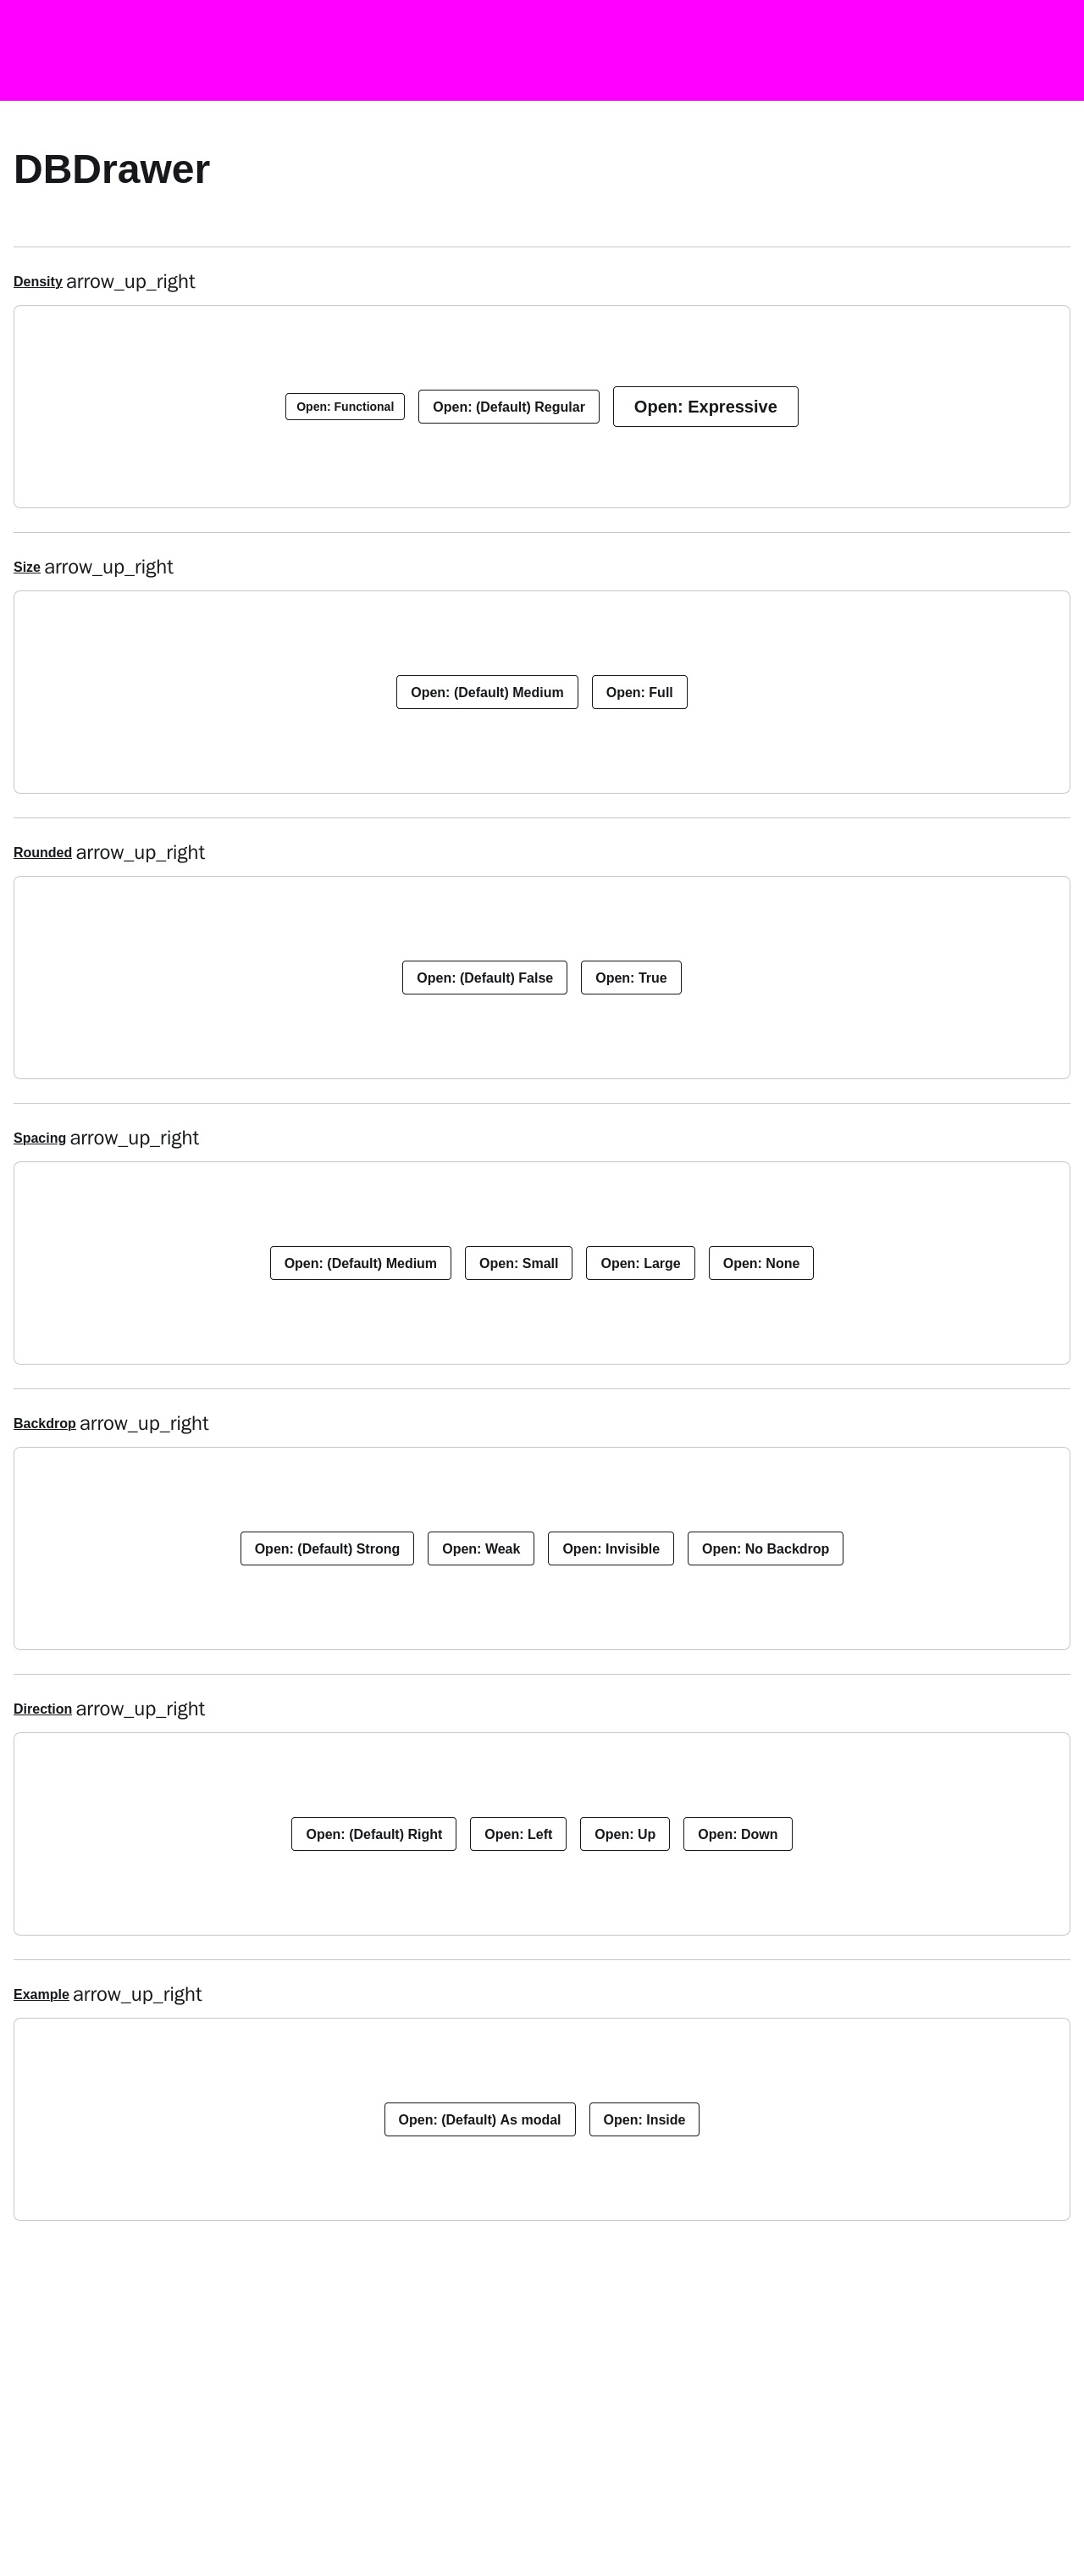 DBDrawer
Density arrow_up_right
Open: Functional Open: (Default) Regular Open: Expressive
Size arrow_up_right
Open: (Default) Medium Open: Full
Rounded arrow_up_right
Open: (Default) False Open: True
Spacing arrow_up_right
Open: (Default) Medium Open: Small Open: Large Open: None
Backdrop arrow_up_right
Open: (Default) Strong Open: Weak Open: Invisible Open: No Backdrop
Direction arrow_up_right
Open: (Default) Right Open: Left Open: Up Open: Down
Example arrow_up_right
Open: (Default) As modal Open: Inside